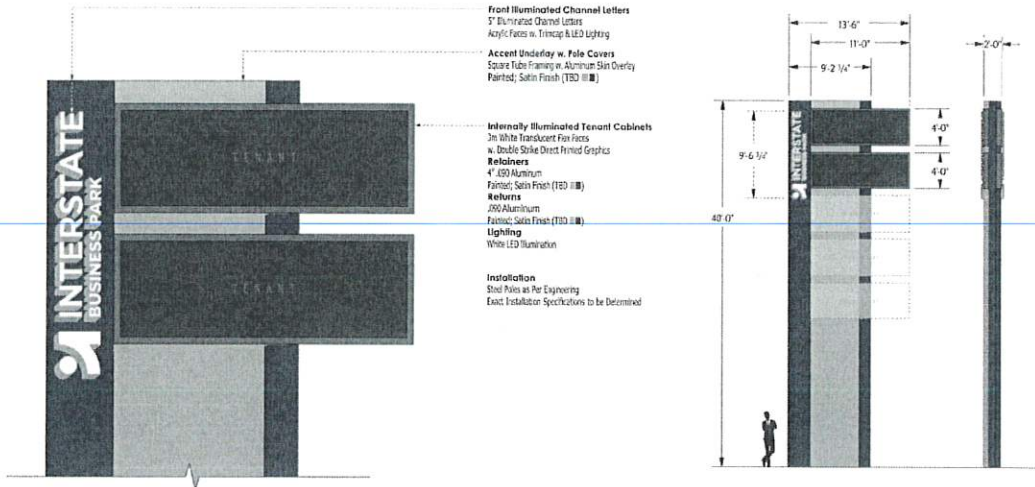 Front Illuminated Channel Letters
5" Illuminated Channel Letters
Acrylic Faces w. Trimcap & LED Lighting
Accent Underlay w. Pole Covers
Square Tube Framing w. Aluminum Skin Overlay
Painted; Satin Finish (TBD)
Internally Illuminated Tenant Cabinets
3m White Translucent Flex Faces
w. Double Strike Direct Printed Graphics
Retainers
4" .090 Aluminum
Painted; Satin Finish (TBD)
Returns
.090 Aluminum
Painted; Satin Finish (TBD)
Lighting
White LED Illumination
Installation
Steel Poles as Per Engineering
Exact Installation Specifications to be Determined
INTERSTATE
BUSINESS PARK
TENANT
TENANT
13'-6"
11'-0"
9'-2 1/4"
2'-0"
4'-0"
4'-0"
9'-6 3/4"
40'-0"
INTERSTATE